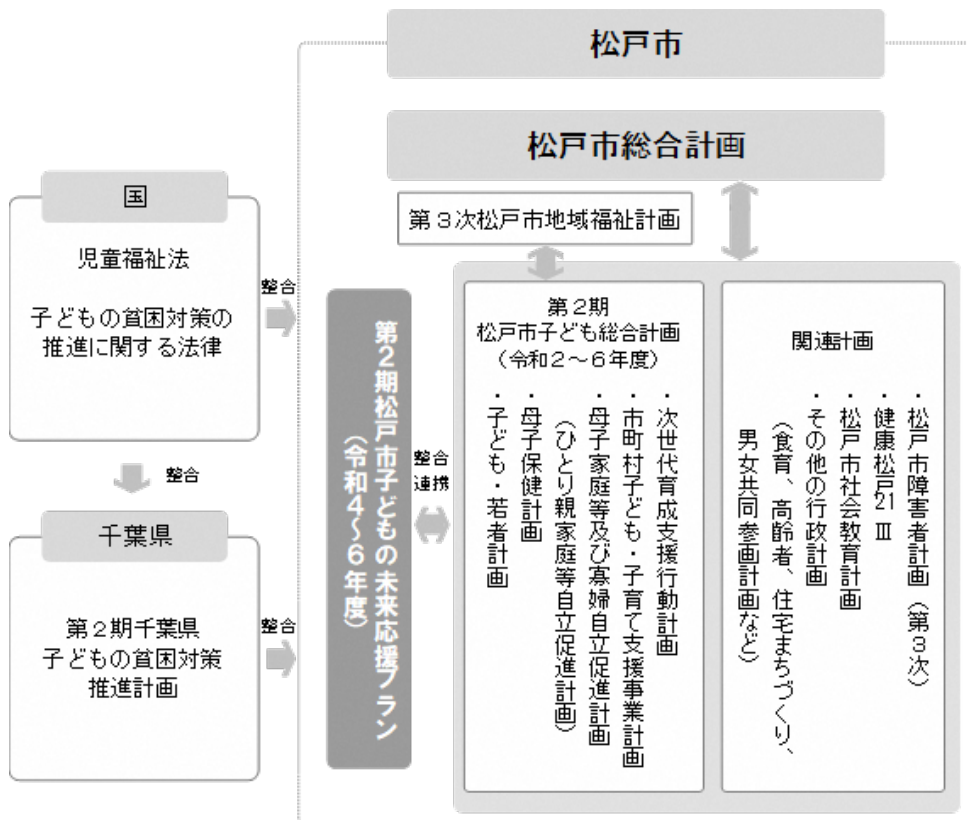 松戸市
松戸市総合計画
第3次松戸市地域福祉計画
国
児童福祉法
子どもの貧困対策の
推進に関する法律
整合
整合
千葉県
第2期千葉県
子どもの貧困対策
推進計画
整合
第2期松戸市子どもの未来応援プラン
（令和4～6年度）
整合
連携
第2期
松戸市子ども総合計画
（令和2～6年度）
・次世代育成支援行動計画
・市町村子ども・子育て支援事業計画
・母子家庭等及び寡婦自立促進計画
（ひとり親家庭等自立促進計画）
・母子保健計画
・子ども・若者計画
関連計画
・松戸市障害者計画（第3次）
・健康松戸21Ⅲ
・松戸市社会教育計画
・その他の行政計画
（食育、高齢者、住宅まちづくり、
男女共同参画計画など）